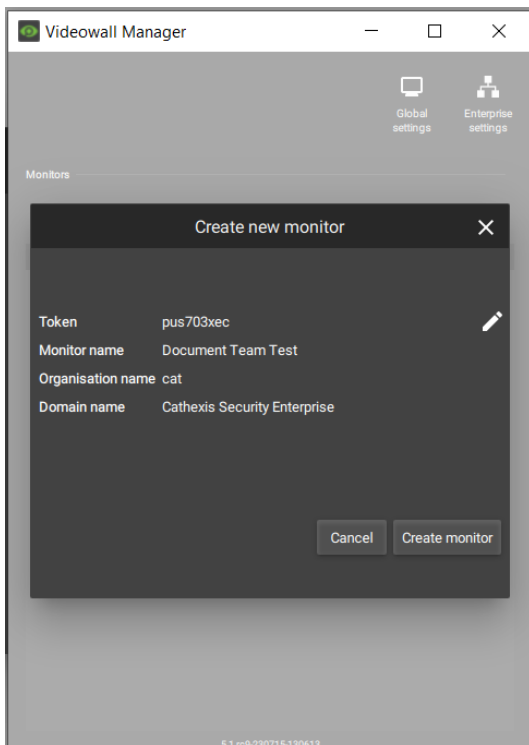 Videowall Manager
Global settings
Enterprise settings
Monitors
Create new monitor
Token pus703xec
Monitor name Document Team Test
Organisation name cat
Domain name Cathexis Security Enterprise
Cancel Create monitor